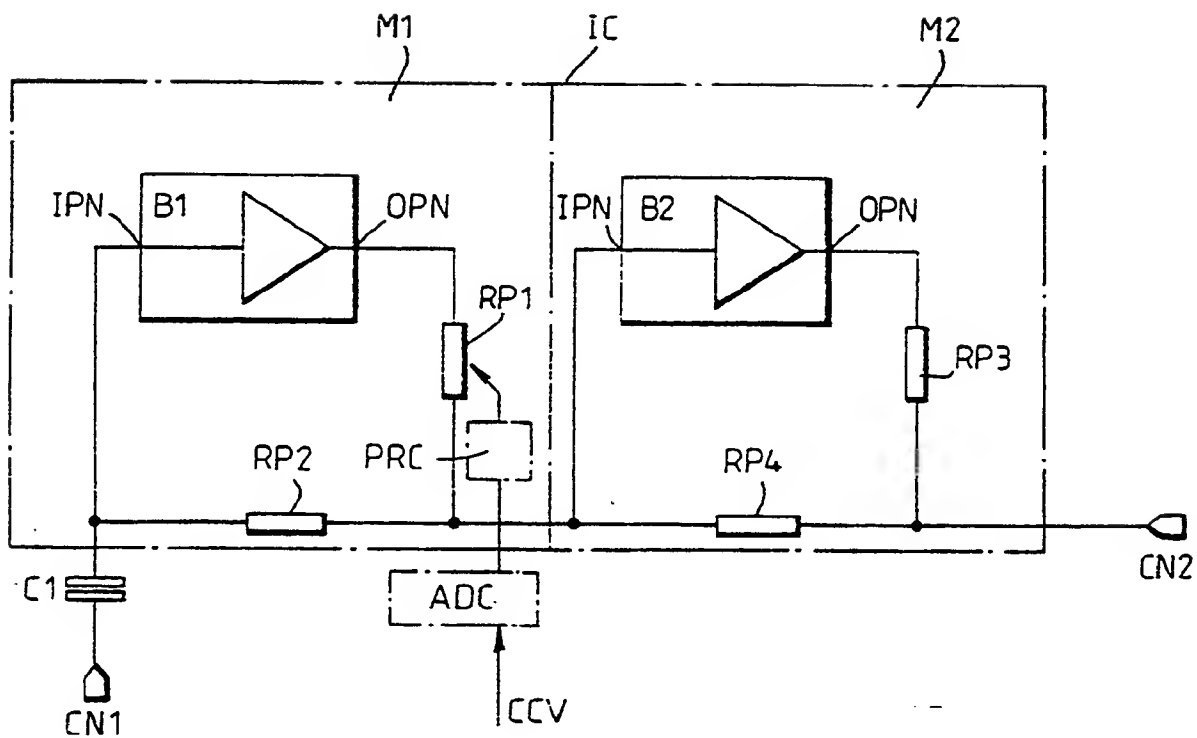 M1
IC
M2
IPN
B1
OPN
IPN
B2
OPN
RP1
RP3
PRC
RP2
RP4
C1
ADC
CN2
CN1
CCV